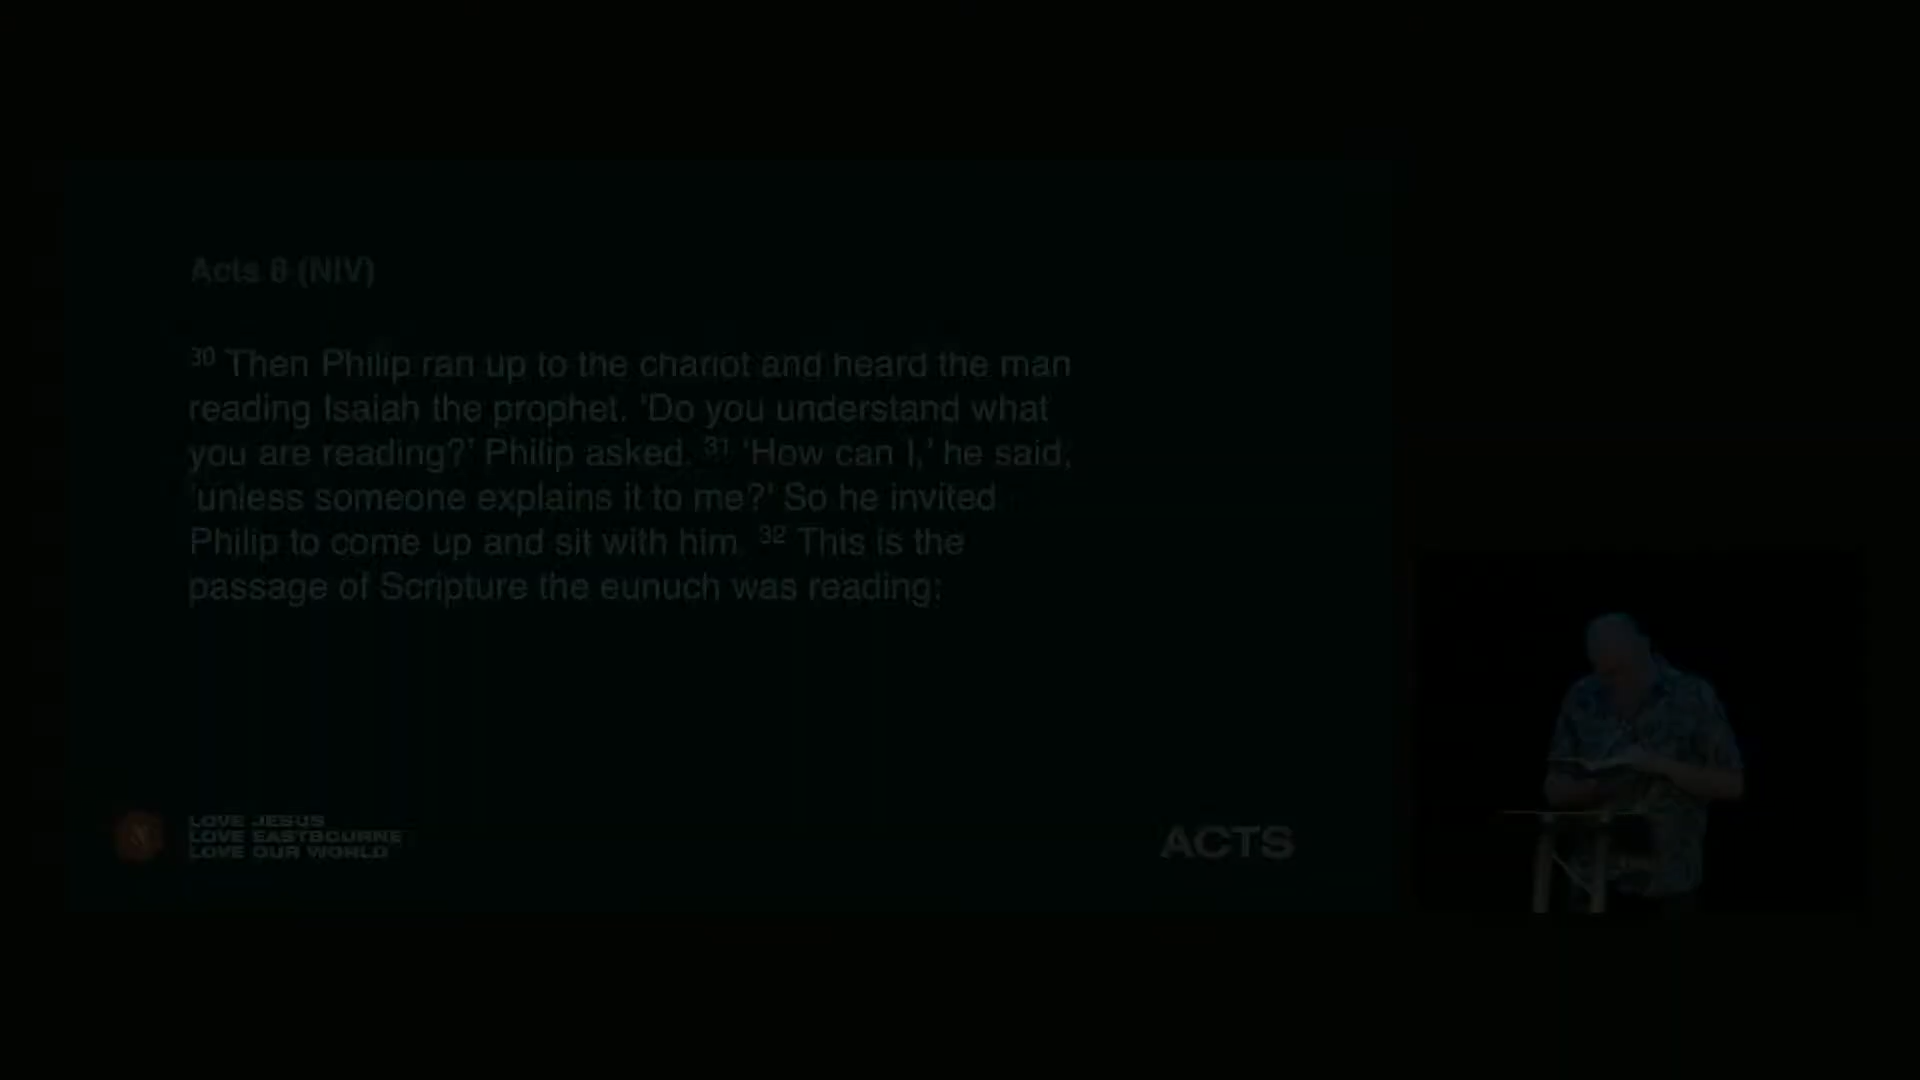 Acts 8 (NIV)
30 Then Philip ran up to the chariot and heard the man
reading Isaiah the prophet. 'Do you understand what
you are reading?' Philip asked. 31 'How can I,' he said,
'unless someone explains it to me?' So he invited
Philip to come up and sit with him. 32 This is the
passage of Scripture the eunuch was reading:
LOVE JESUS
LOVE EASTBOURNE
LOVE OUR WORLD
ACTS